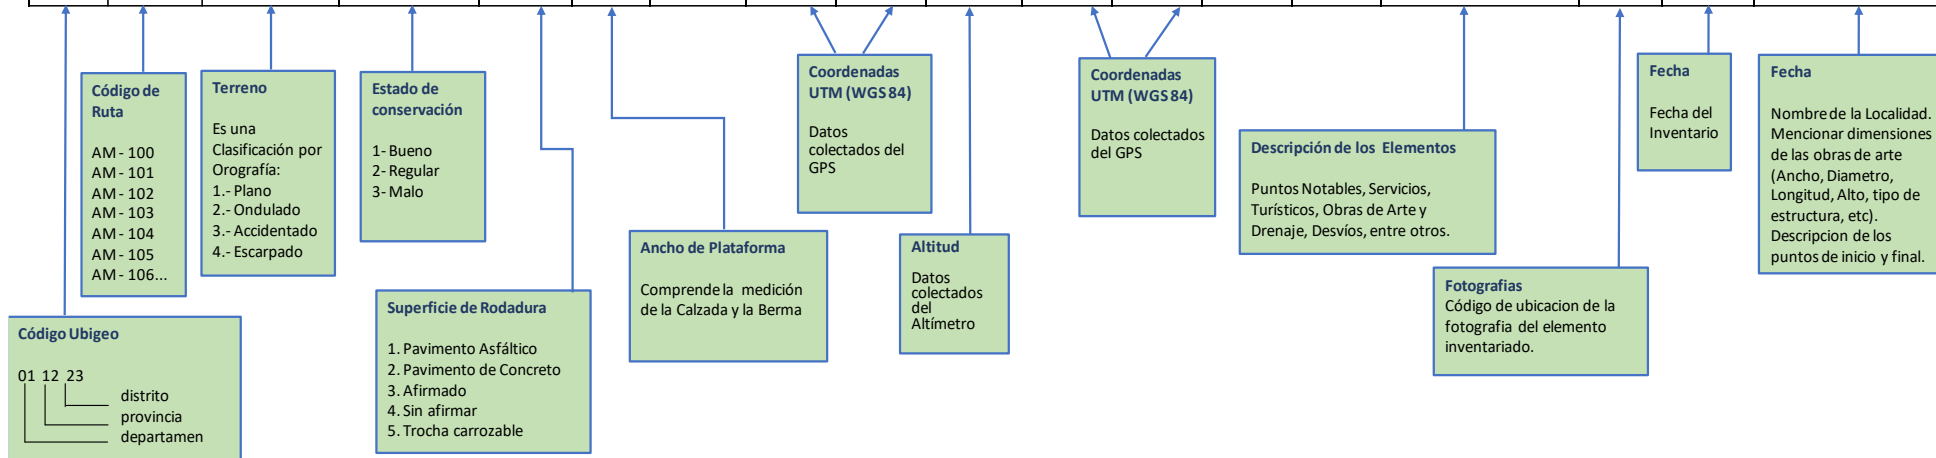 Código de
Ruta
AM - 100
AM - 101
AM - 102
AM - 103
AM - 104
AM - 105
AM - 106...
Terreno
Es una
Clasificación por
Orografía:
1.- Plano
2.- Ondulado
3.- Accidentado
4.- Escarpado
Estado de
conservación
1- Bueno
2- Regular
3- Malo
Coordenadas
UTM (WGS 84)
Datos
colectados del
GPS
Coordenadas
UTM (WGS 84)
Datos colectados
del GPS
Fecha
Fecha del
Inventario
Fecha
Nombre de la Localidad.
Mencionar dimensiones
de las obras de arte
(Ancho, Diametro,
Longitud, Alto, tipo de
estructura, etc).
Descripcion de los
puntos de inicio y final.
Descripción de los Elementos
Puntos Notables, Servicios,
Turísticos, Obras de Arte y
Drenaje, Desvíos, entre otros.
Ancho de Plataforma
Comprende la medición
de la Calzada y la Berma
Altitud
Datos
colectados
del
Altímetro
Fotografias
Código de ubicacion de la
fotografia del elemento
inventariado.
Superficie de Rodadura
1. Pavimento Asfáltico
2. Pavimento de Concreto
3. Afirmado
4. Sin afirmar
5. Trocha carrozable
Código Ubigeo
01 12 23
distrito
provincia
departamen